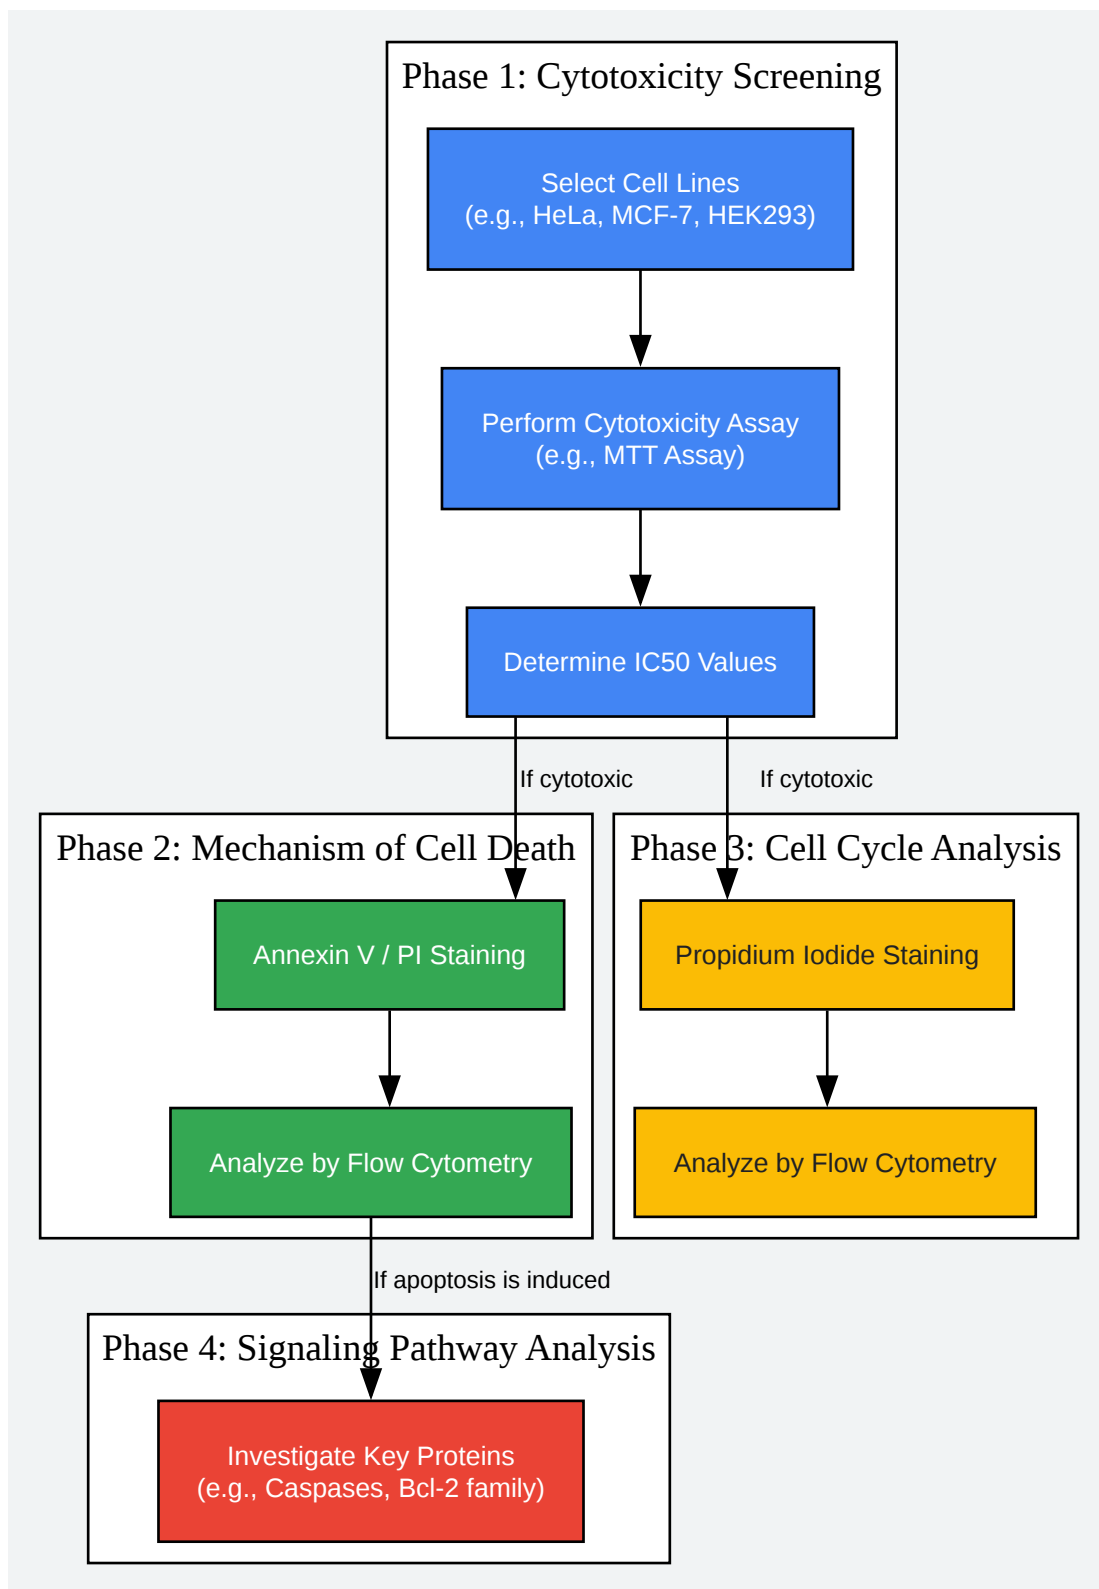 Phase 1: Cytotoxicity Screening
Select Cell Lines
(e.g., HeLa, MCF-7, HEK293)
Perform Cytotoxicity Assay
(e.g., MTT Assay)
Determine IC50 Values
If cytotoxic
If cytotoxic
Phase 2: Mechanism of Cell Death
Annexin V / PI Staining
Analyze by Flow Cytometry
Phase 3: Cell Cycle Analysis
Propidium Iodide Staining
Analyze by Flow Cytometry
If apoptosis is induced
Phase 4: Signaling Pathway Analysis
Investigate Key Proteins
(e.g., Caspases, Bcl-2 family)